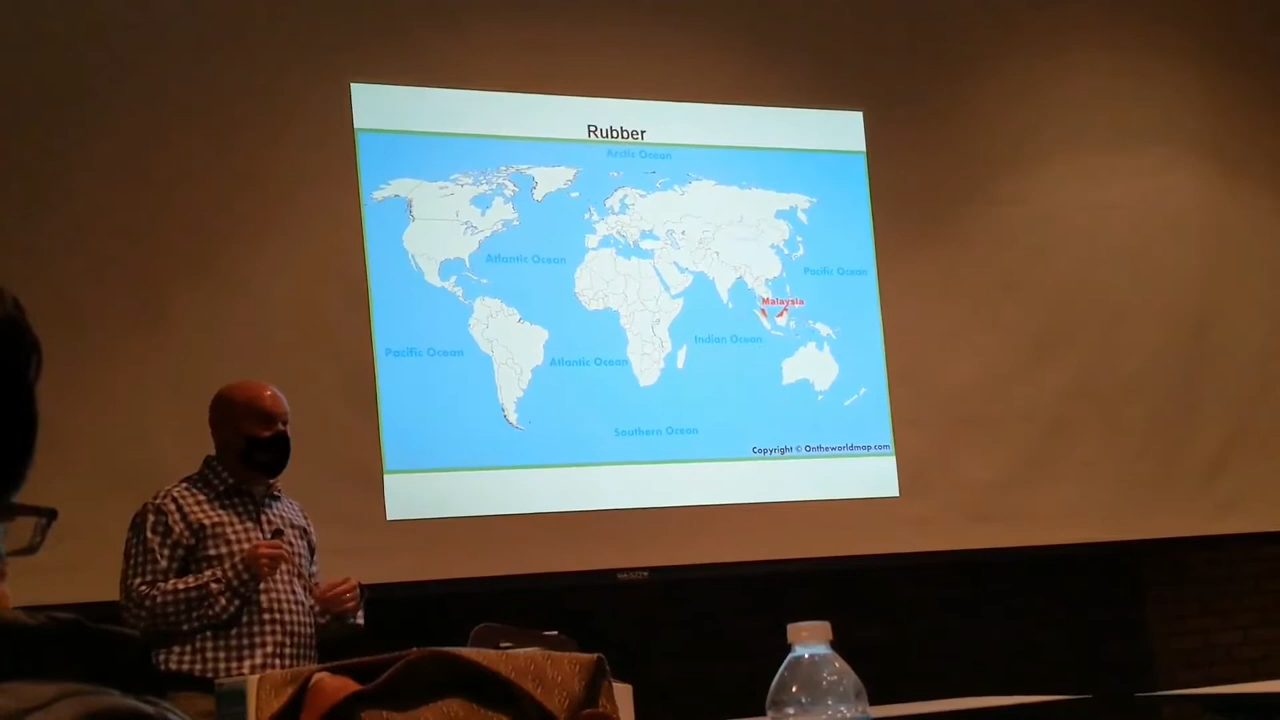 Rubber
Arctic Ocean
Atlantic Ocean
Pacific Ocean
Malaysia
Indian Ocean
Pacific Ocean
Atlantic Ocean
Southern Ocean
Copyright © Ontheworldmap.com